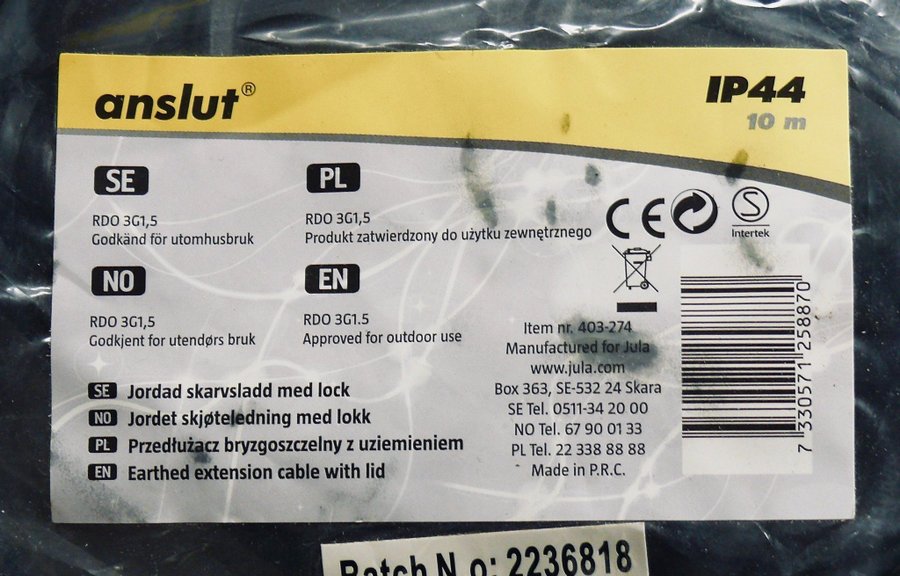 anslut®
IP44
10 m
SE
RDO 3G1,5
Godkänd för utomhusbruk
PL
RDO 3G1,5
Produkt zatwierdzony do użytku zewnętrznego
NO
RDO 3G1,5
Godkjent for utendørs bruk
EN
RDO 3G1.5
Approved for outdoor use
CE
S
Intertek
SE Jordad skarvsladd med lock
NO Jordet skjøteledning med lokk
PL Przedłużacz bryzgoszczelny z uziemieniem
EN Earthed extension cable with lid
Item nr. 403-274
Manufactured for Jula
www.jula.com
Box 363, SE-532 24 Skara
SE Tel. 0511-34 20 00
NO Tel. 67 90 01 33
PL Tel. 22 338 88 88
Made in P.R.C.
7 330571 258870
Batch N.o: 2236818